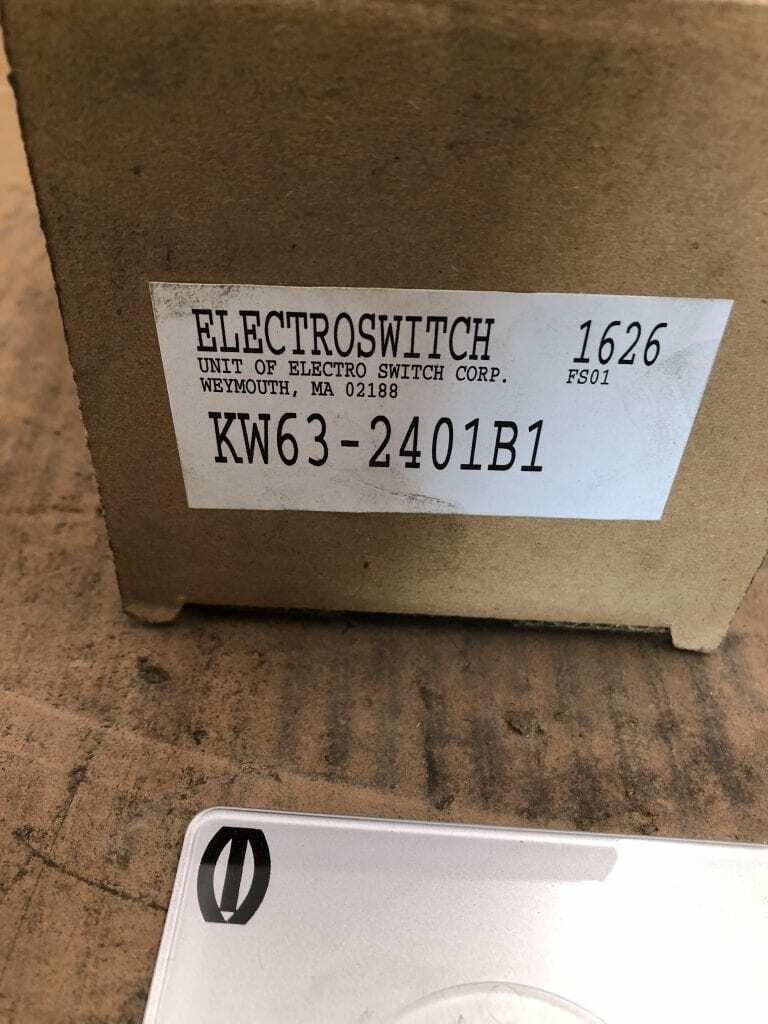 ELECTROSWITCH 1626
UNIT OF ELECTRO SWITCH CORP. FS01
WEYMOUTH, MA 02188
KW63-2401B1